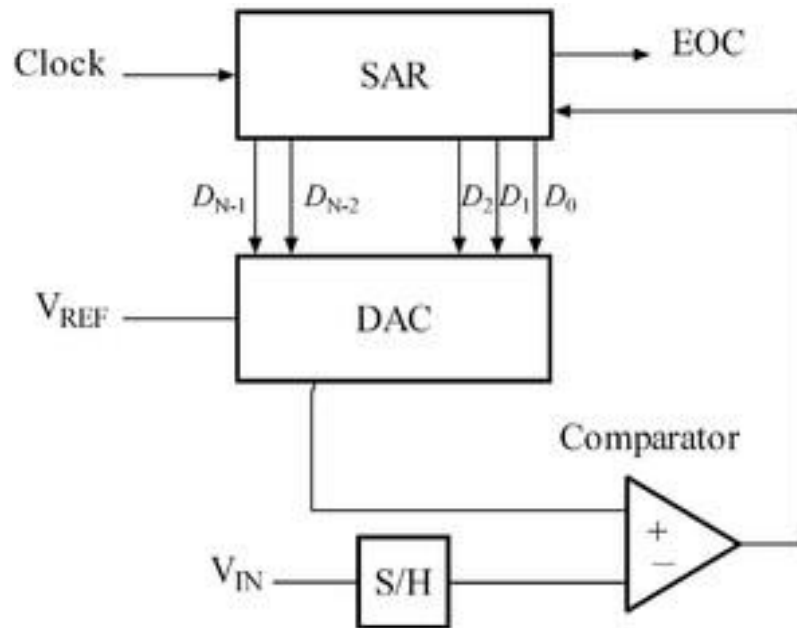 Clock
SAR
EOC
D_{N-1} D_{N-2} D_2 D_1 D_0
V_{REF}
DAC
Comparator
+
−
V_{IN}
S/H